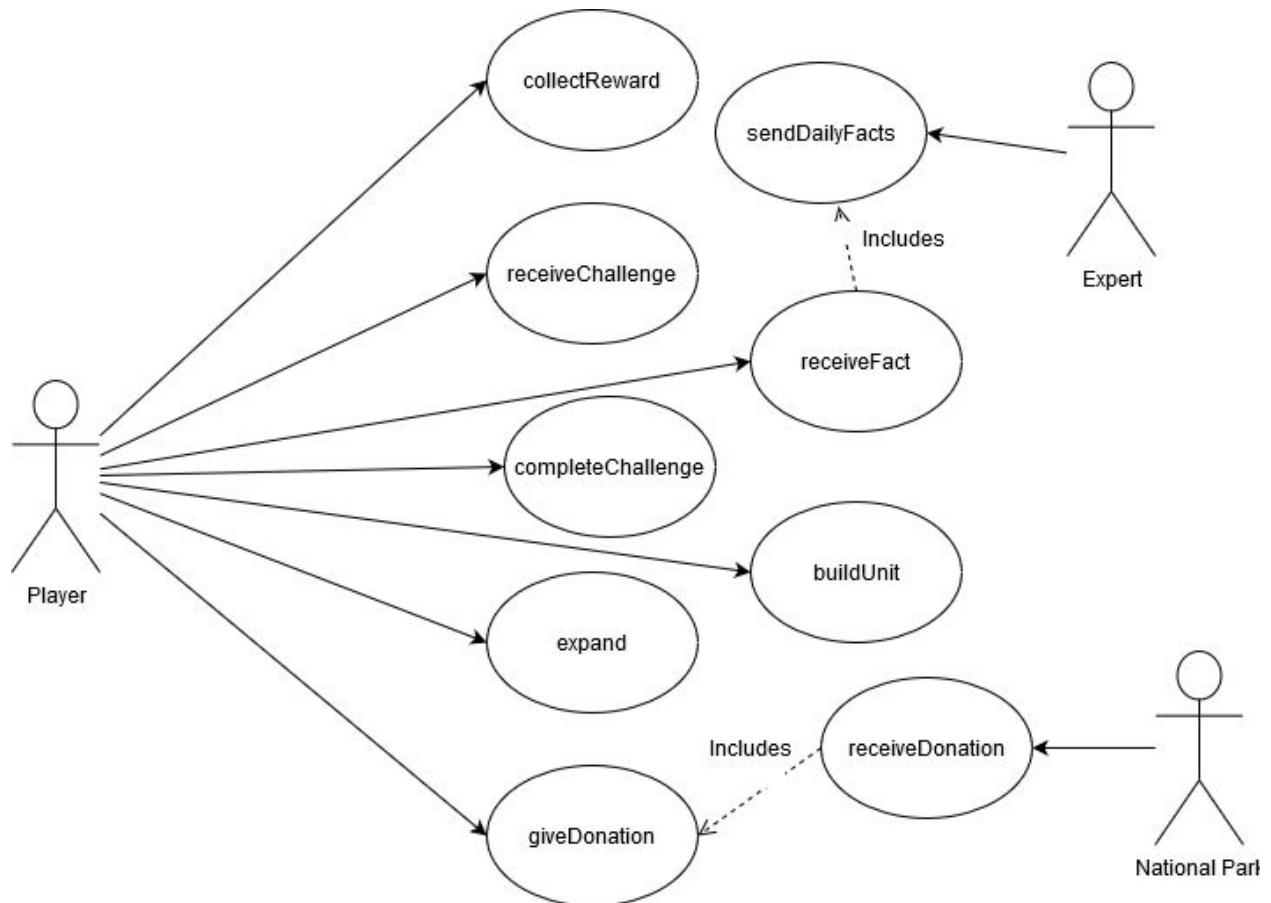 collectReward
sendDailyFacts
Includes
receiveChallenge
Expert
receiveFact
completeChallenge
buildUnit
Player
expand
Includes
receiveDonation
giveDonation
National Park